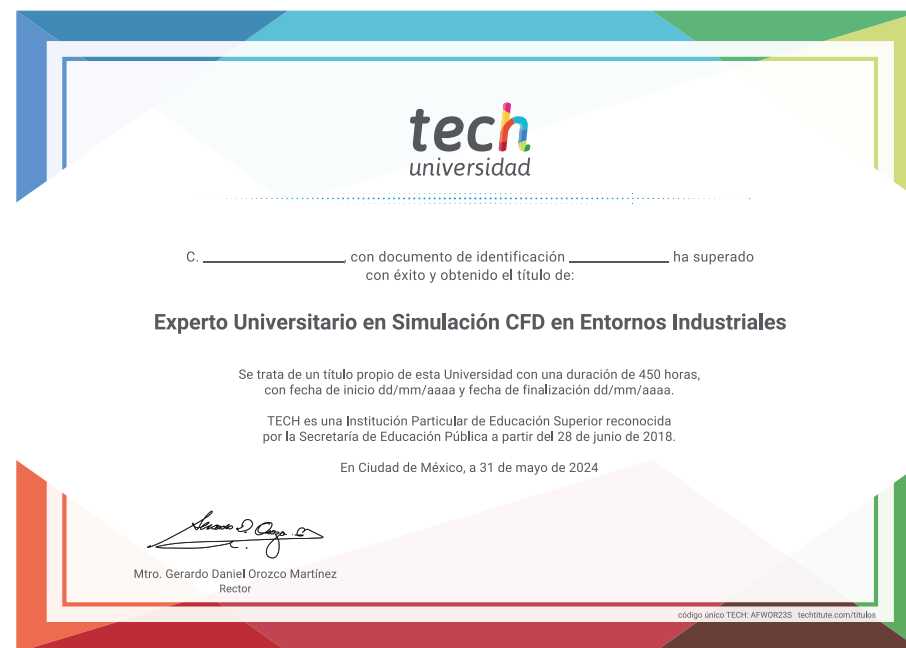 tech
universidad
C. ____________, con documento de identificación ____________ ha superado
con éxito y obtenido el título de:
Experto Universitario en Simulación CFD en Entornos Industriales
Se trata de un título propio de esta Universidad con una duración de 450 horas,
con fecha de inicio dd/mm/aaaa y fecha de finalización dd/mm/aaaa.
TECH es una Institución Particular de Educación Superior reconocida
por la Secretaría de Educación Pública a partir del 28 de junio de 2018.
En Ciudad de México, a 31 de mayo de 2024
Mtro. Gerardo Daniel Orozco Martínez
Rector
código único TECH: AFWOR23S techtitute.com/titulos